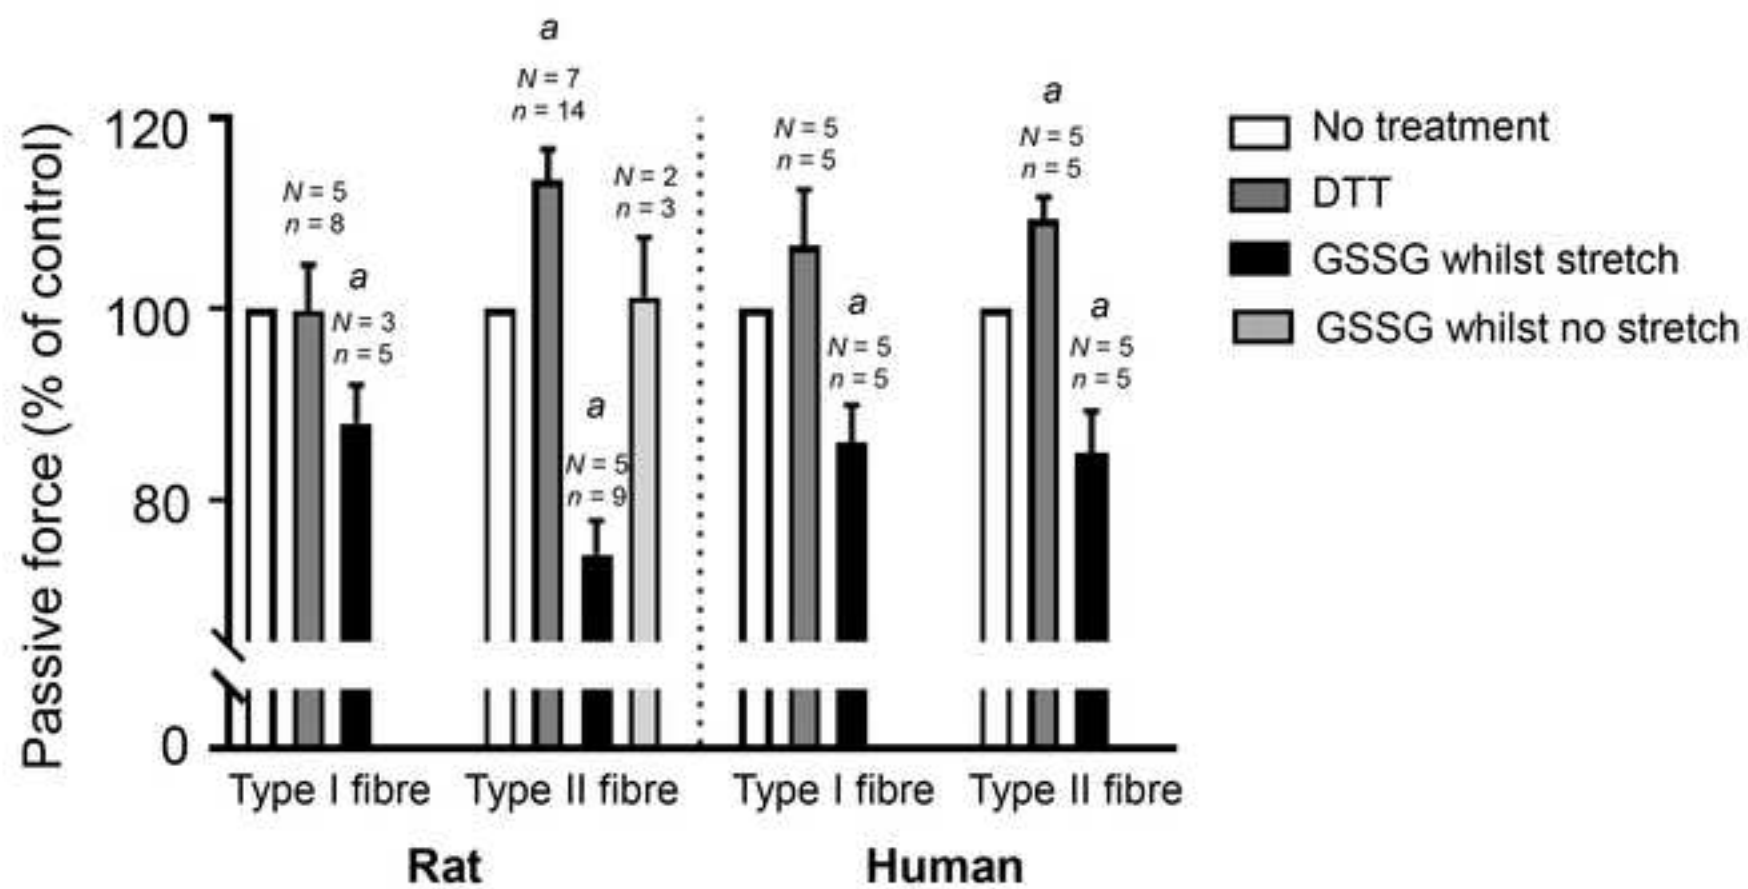 a
N = 7
n = 14
120
N = 5
n = 8
a
N = 3
n = 5
N = 2
n = 3
a
N = 5
n = 9
N = 5
n = 5
a
N = 5
n = 5
a
N = 5
n = 5
a
N = 5
n = 5
100
80
0
Passive force (% of control)
No treatment
DTT
GSSG whilst stretch
GSSG whilst no stretch
Type I fibre
Type II fibre
Type I fibre
Type II fibre
Rat
Human